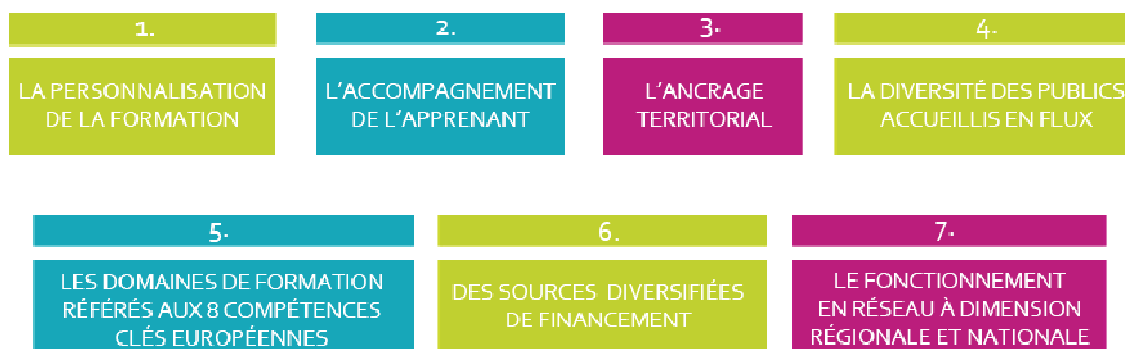 1.
LA PERSONNALISATION
DE LA FORMATION
2.
L'ACCOMPAGNEMENT
DE L'APPRENANT
3.
L'ANCRAGE
TERRITORIAL
4.
LA DIVERSITÉ DES PUBLICS
ACCUEILLIS EN FLUX
5.
LES DOMAINES DE FORMATION
RÉFÉRÉS AUX 8 COMPÉTENCES
CLÉS EUROPÉENNES
6.
DES SOURCES DIVERSIFIÉES
DE FINANCEMENT
7.
LE FONCTIONNEMENT
EN RÉSEAU À DIMENSION
RÉGIONALE ET NATIONALE